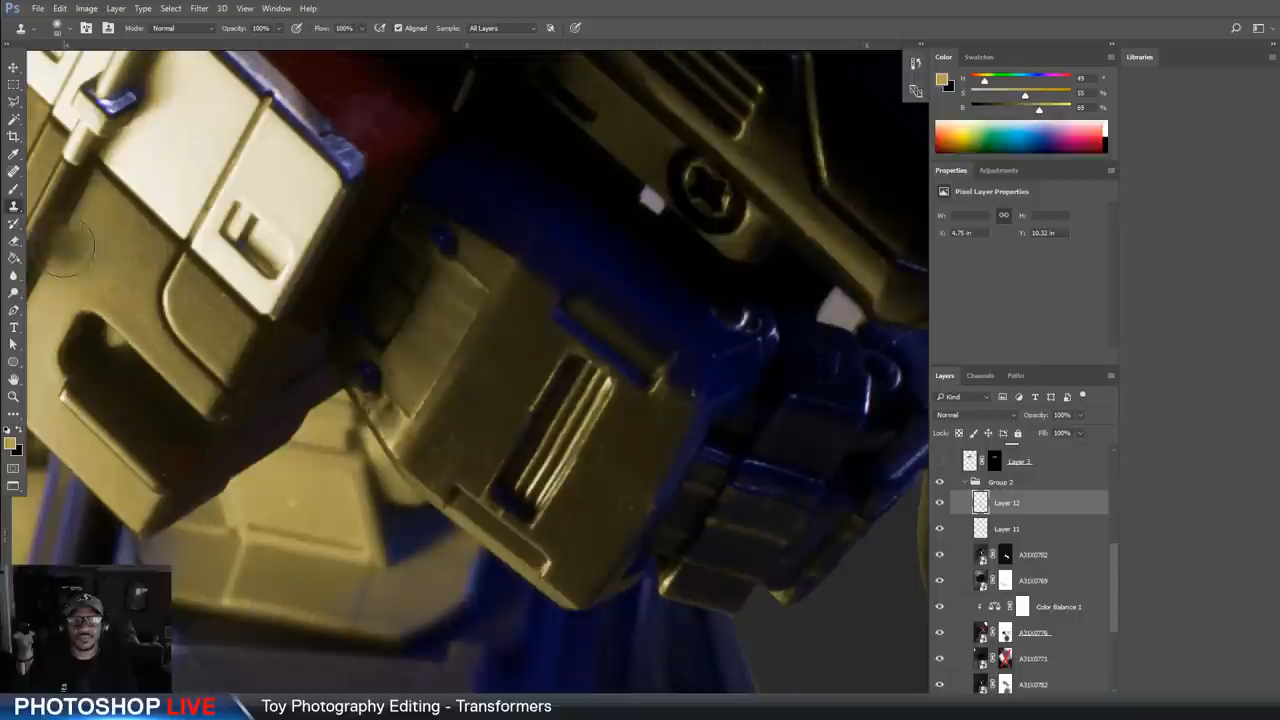 Ps File Edit Image Layer Type Select Filter 3D View Window Help
60 Mode: Normal Opacity: 100% Flow: 100% Aligned Sample: All Layers
Color Swatches Libraries
H 49 °
S 55 %
B 69 %
Properties Adjustments
Pixel Layer Properties
W: H:
X: 4.75 in Y: 10.32 in
F
Layers Channels Paths
Kind
Normal Opacity: 100%
Lock: Fill: 100%
Layer 3
Group 2
Layer 12
Layer 11
A31X0782
A31X0769
Color Balance 1
A31X0776
A31X0771
A31X0782
PHOTOSHOP LIVE Toy Photography Editing - Transformers